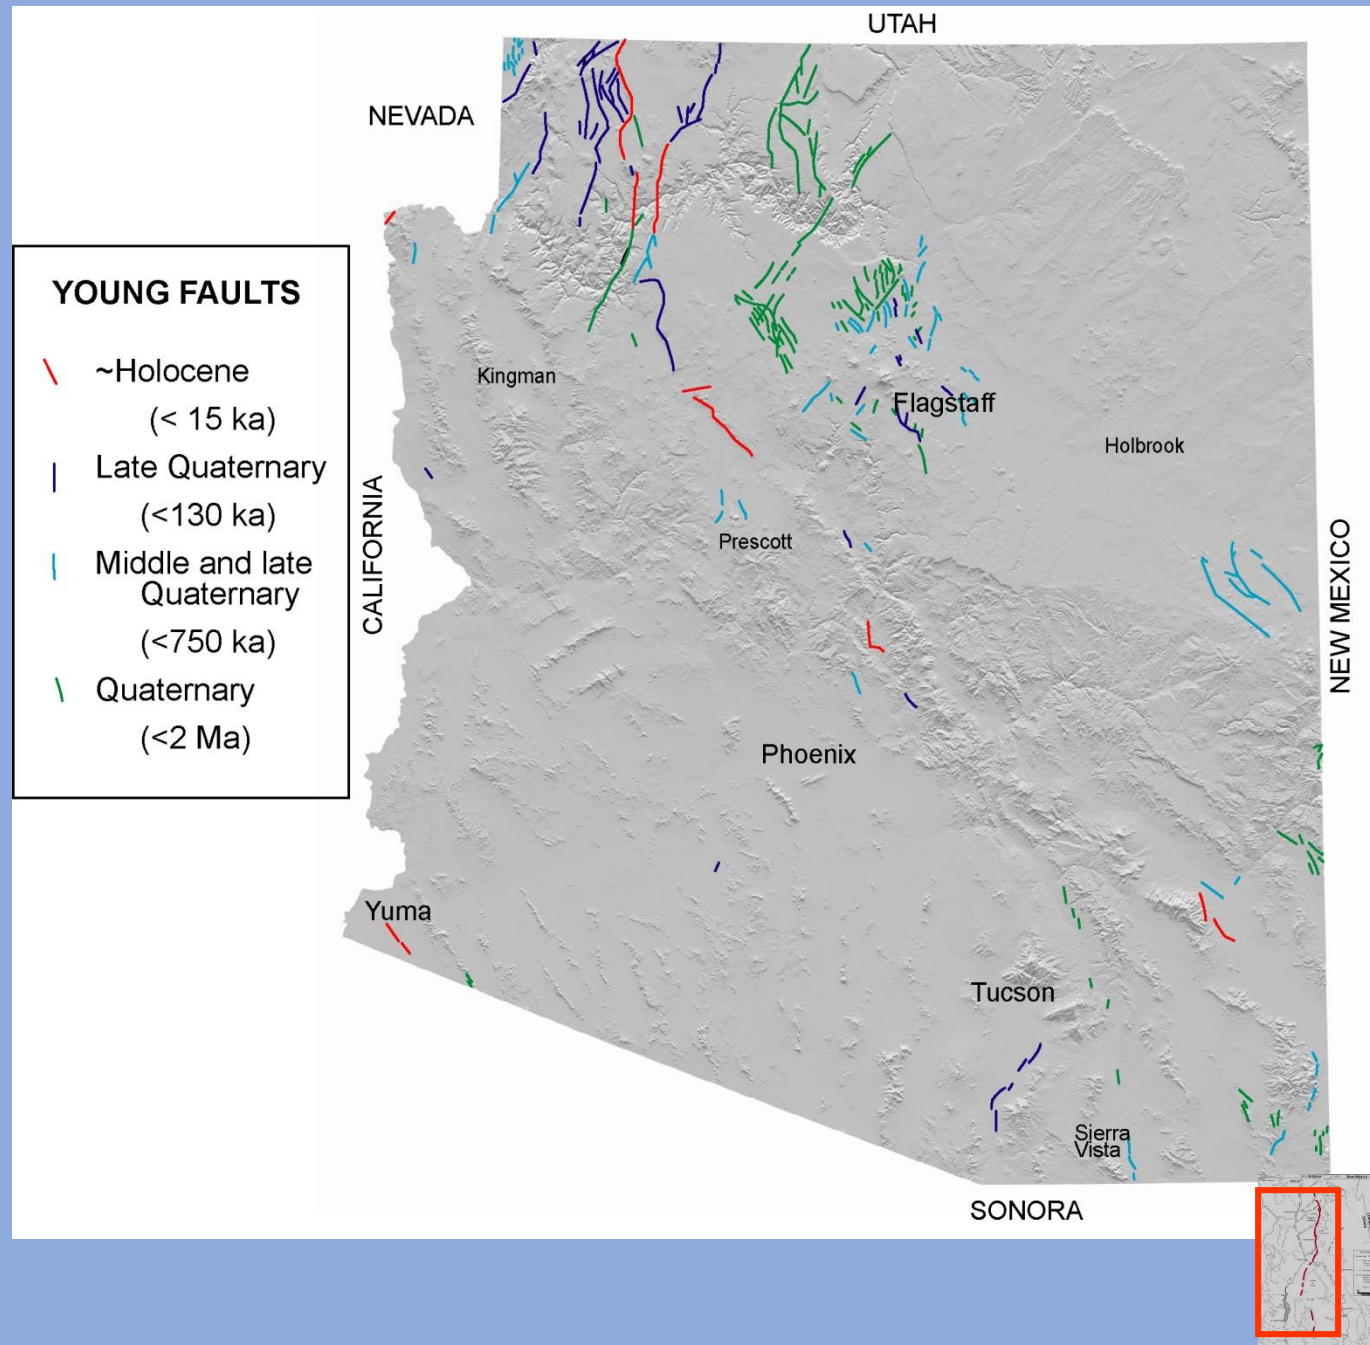 UTAH
NEVADA
YOUNG FAULTS
~Holocene
(< 15 ka)
Late Quaternary
(<130 ka)
Middle and late
Quaternary
(<750 ka)
Quaternary
(<2 Ma)
CALIFORNIA
NEW MEXICO
Kingman
Flagstaff
Holbrook
Prescott
Phoenix
Yuma
Tucson
Sierra
Vista
SONORA